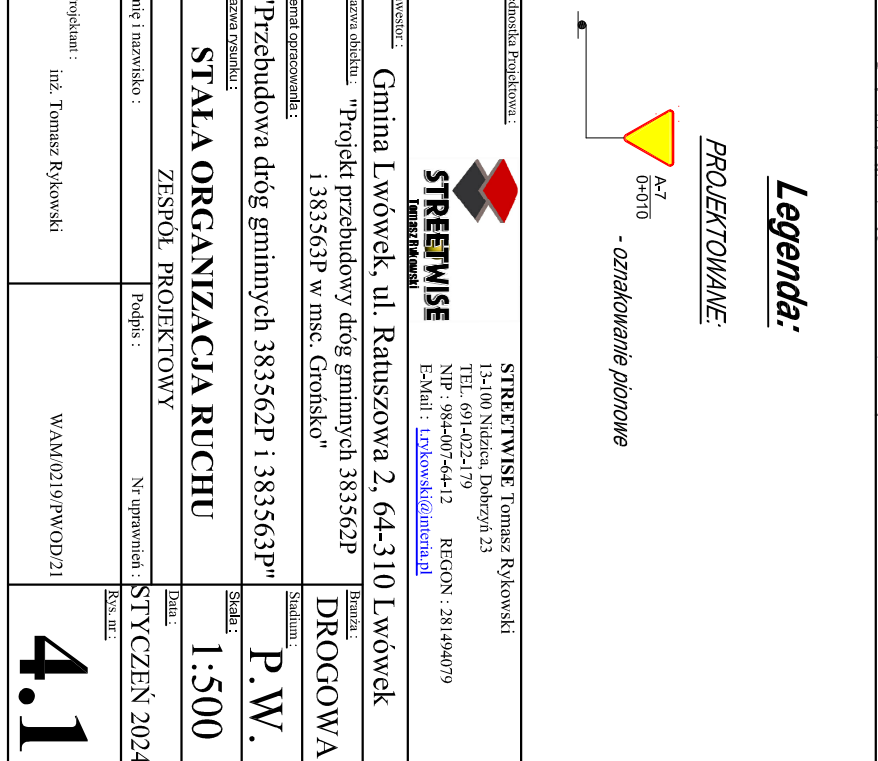 Legenda:
PROJEKTOWANE:
A-7
0+010
- oznakowanie pionowe
dnostka Projektowa :
STREETWISE
Tomasz Rykowski
STREETWISE Tomasz Rykowski
13-100 Nidzica, Dobrzyń 23
TEL. 691-022-179
NIP : 984-007-64-12 REGON : 281494079
E-Mail : t.rykowski@interia.pl
westor :
Gmina Lwówek, ul. Ratuszowa 2, 64-310 Lwówek
azwa obiektu :
"Projekt przebudowy dróg gminnych 383562P
i 383563P w msc. Grońsko"
Branża :
DROGOWA
emat opracowania :
"Przebudowa dróg gminnych 383562P i 383563P"
Stadium :
P.W.
azwa rysunku :
STAŁA ORGANIZACJA RUCHU
Skala :
1:500
ZESPÓŁ PROJEKTOWY
Data :
STYCZEŃ 2024
nię i nazwisko :
Podpis :
Nr uprawnień :
Rys. nr :
4.1
rojektant :
inż. Tomasz Rykowski
WAM/0219/PWOD/21